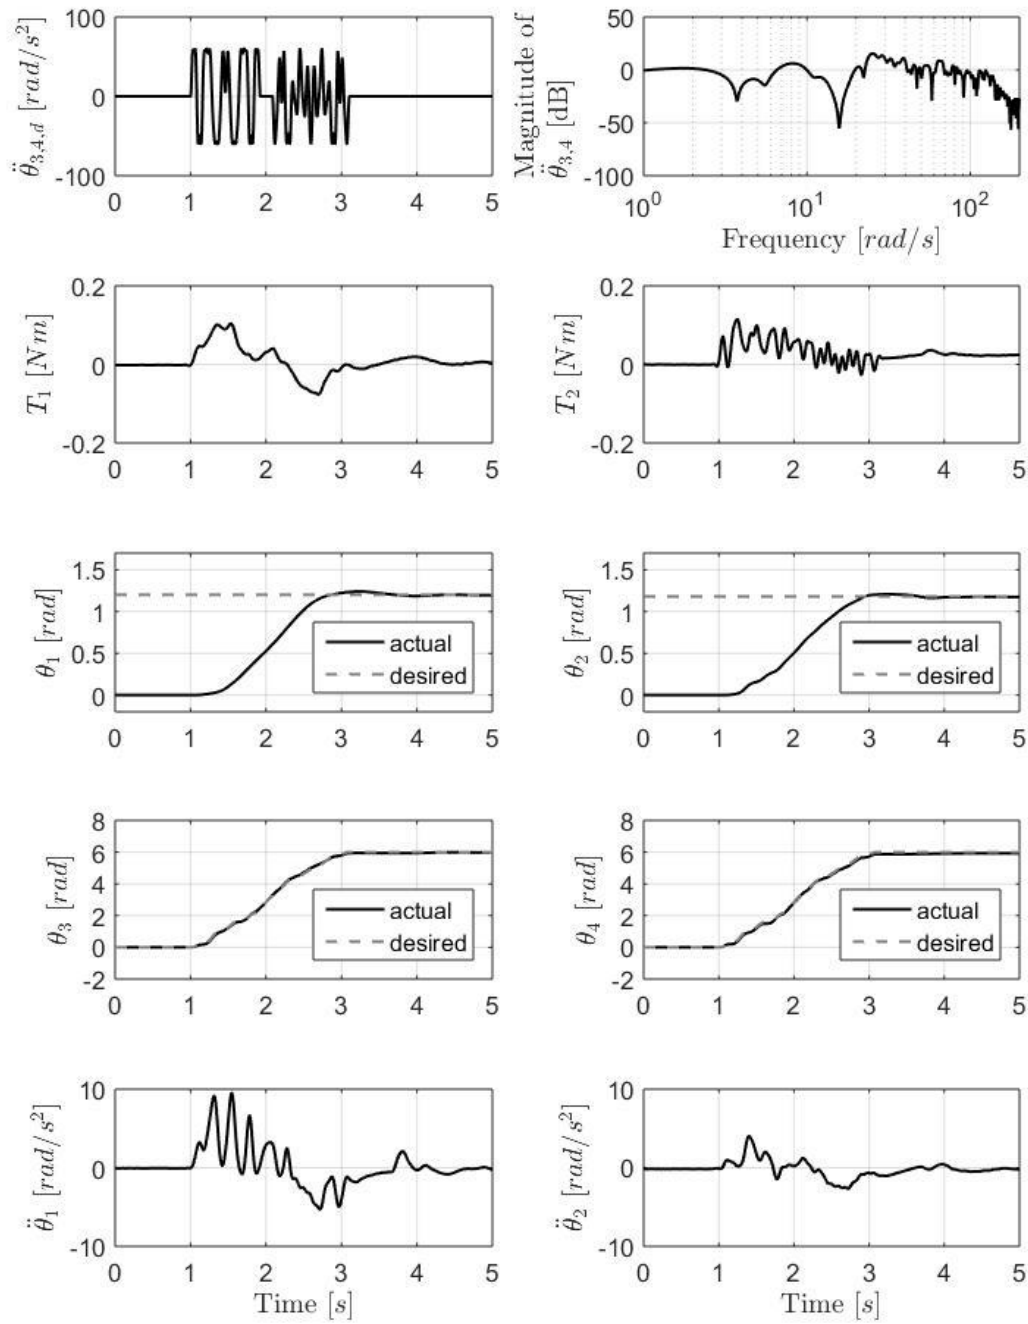 100
0
-100
θ̈3,4,d [rad/s²]
0 1 2 3 4 5
50
0
-50
-100
Magnitude of
θ̈3,4 [dB]
10⁰ 10¹ 10²
Frequency [rad/s]
0.2
0
-0.2
T1 [Nm]
0 1 2 3 4 5
0.2
0
-0.2
T2 [Nm]
0 1 2 3 4 5
1.5
1
0.5
0
θ1 [rad]
actual
desired
0 1 2 3 4 5
1.5
1
0.5
0
θ2 [rad]
actual
desired
0 1 2 3 4 5
8
6
4
2
0
-2
θ3 [rad]
actual
desired
0 1 2 3 4 5
8
6
4
2
0
-2
θ4 [rad]
actual
desired
0 1 2 3 4 5
10
0
-10
θ̈1 [rad/s²]
0 1 2 3 4 5
Time [s]
10
0
-10
θ̈2 [rad/s²]
0 1 2 3 4 5
Time [s]